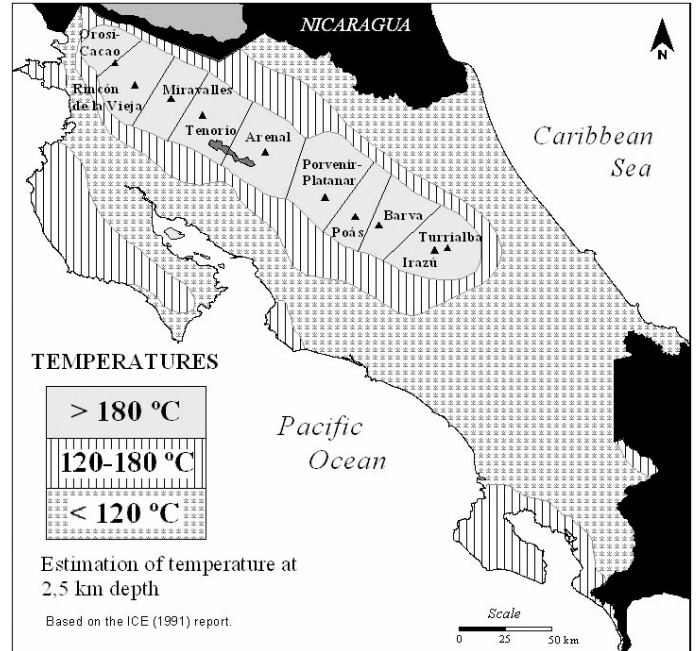 NICARAGUA
N
Orosi-
Cacao
Rincón
de la Vieja
Miravalles
Tenorio
Arenal
Caribbean
Sea
Porvenir-
Platanar
Poás
Barva
Turrialba
Irazú
TEMPERATURES
> 180 ºC
120-180 ºC
< 120 ºC
Pacific
Ocean
Estimation of temperature at
2,5 km depth
Based on the ICE (1991) report.
Scale
0 25 50 km